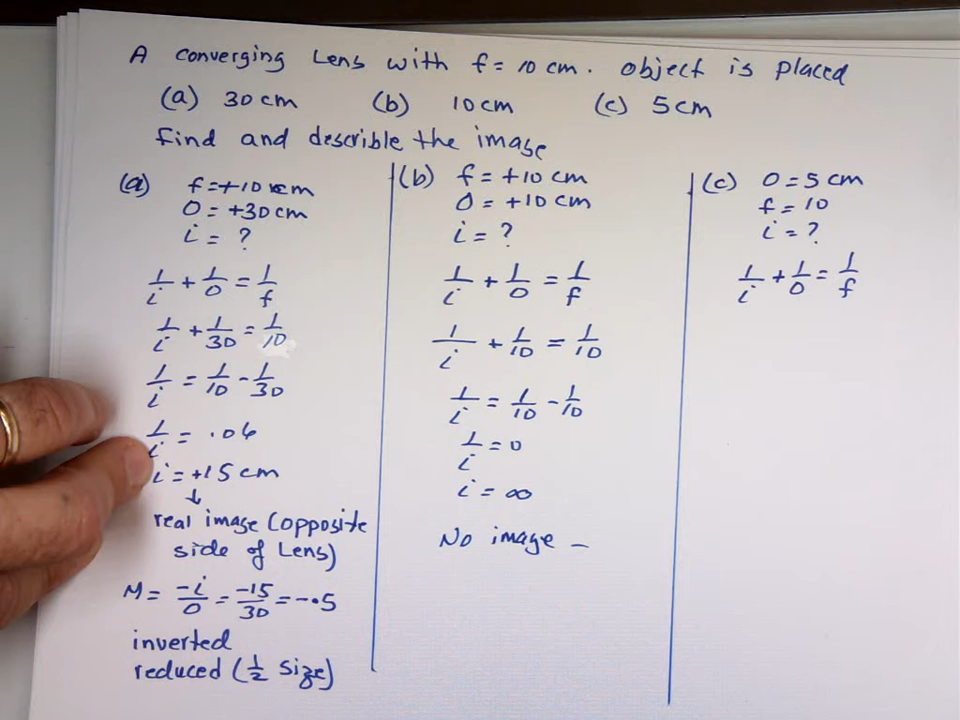 A converging Lens with f = 10 cm. object is placed
(a) 30 cm (b) 10 cm (c) 5 cm
find and describle the image
(a) f = +10 cm
O = +30 cm
i = ?
1/i + 1/O = 1/f
1/i + 1/30 = 1/10
1/i = 1/10 - 1/30
1/i = .06
i = +15 cm
↓
real image (opposite
side of Lens)
M = -i/O = -15/30 = -.5
inverted
reduced (1/2 size)
(b) f = +10 cm
O = +10 cm
i = ?
1/i + 1/O = 1/f
1/i + 1/10 = 1/10
1/i = 1/10 - 1/10
1/i = 0
i = ∞
No image –
(c) O = 5 cm
f = 10
i = ?
1/i + 1/O = 1/f